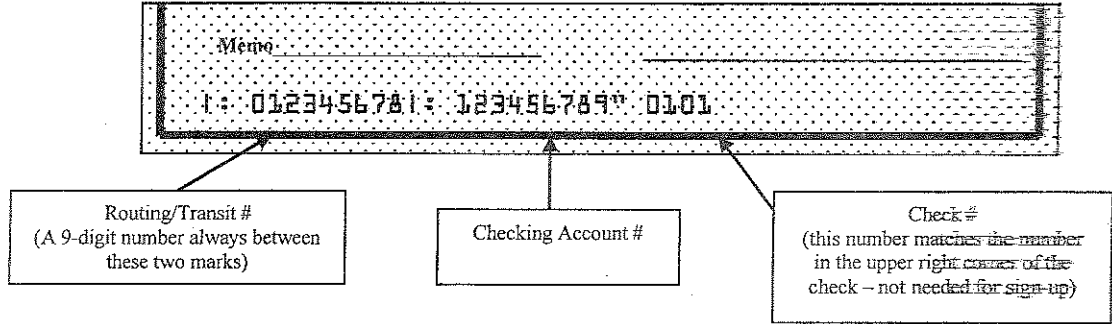 Memo
|: 012345678|: 123456789" 0101
Routing/Transit #
(A 9-digit number always between
these two marks)
Checking Account #
Check #
(this number matches the number
in the upper right corner of the
check – not needed for sign-up)